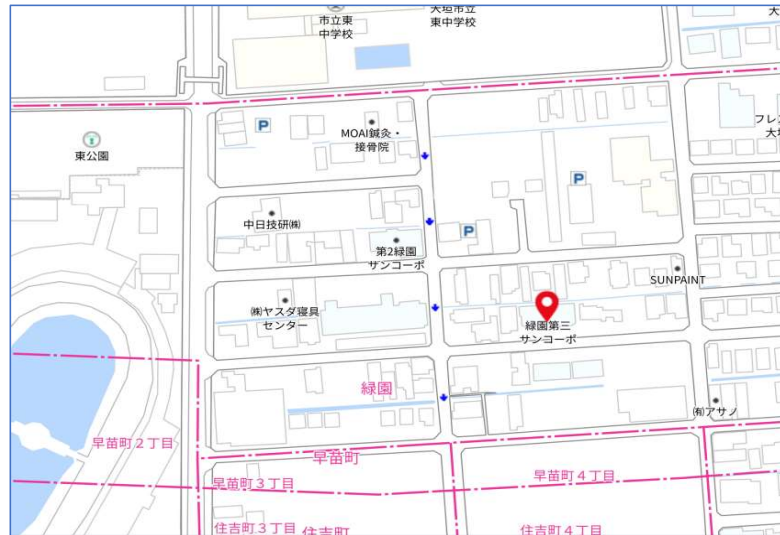 市立東
中学校
大垣市立
東中学校
大
P
MOAI鍼灸・
接骨院
フレス
大垣
東公園
P
中日技研㈱
P
第2緑園
サンコーポ
SUNPAINT
㈱ヤスダ寝具
センター
緑園第三
サンコーポ
緑園
㈲アサノ
早苗町２丁目
早苗町
早苗町３丁目
早苗町４丁目
住吉町３丁目
住吉町
住吉町４丁目